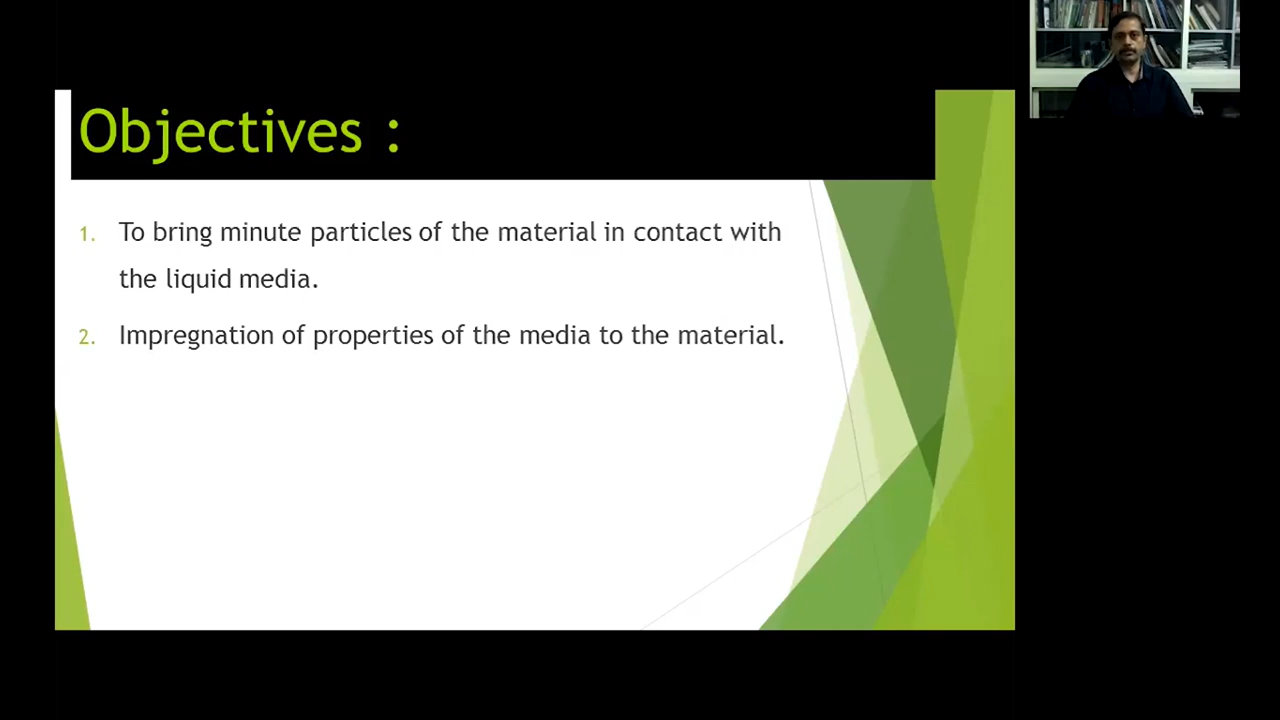 Objectives :
1. To bring minute particles of the material in contact with
the liquid media.
2. Impregnation of properties of the media to the material.